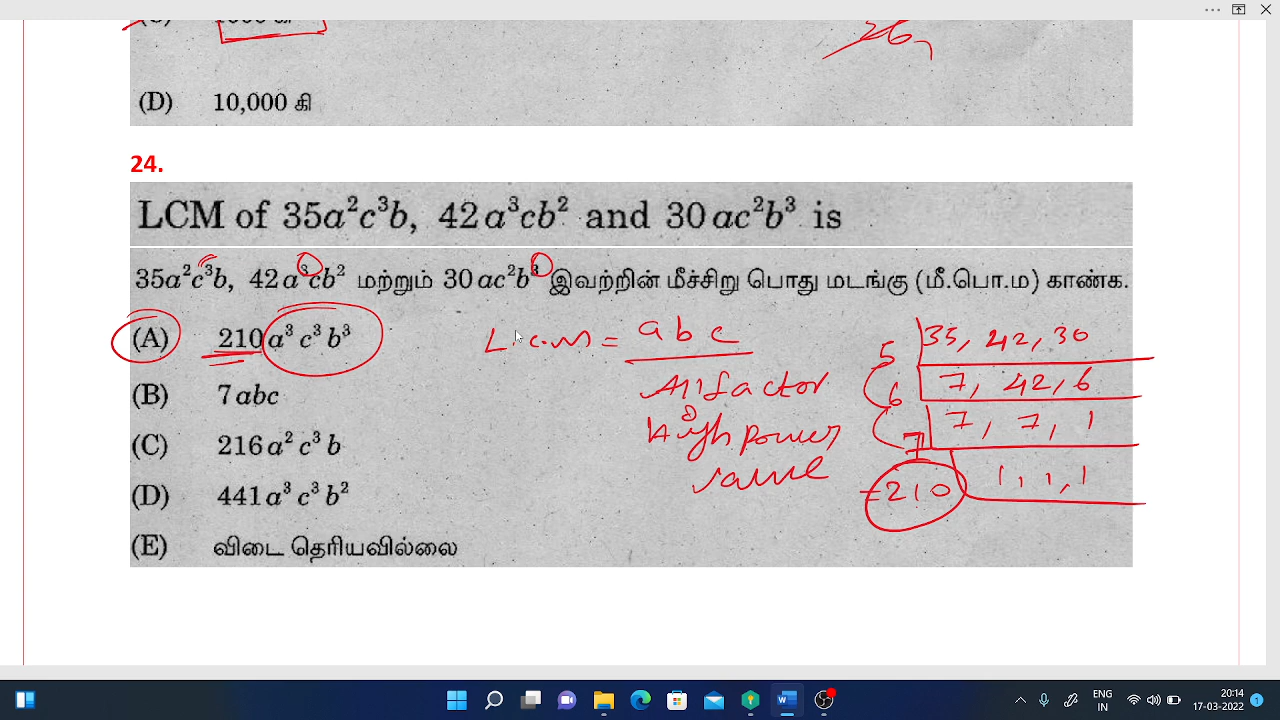 (D) 10,000 கி
24.
LCM of 35a²c³b, 42a³cb² and 30ac²b³ is
35a²c³b, 42a³cb² மற்றும் 30ac²b³ இவற்றின் மீச்சிறு பொது மடங்கு (மீ.பொ.ம) காண்க.
(A) 210a³c³b³
(B) 7abc
(C) 216a²c³b
(D) 441a³c³b²
(E) விடை தெரியவில்லை
L.c.m = abc
All factor
High power
5 35, 42, 30
6 7, 42, 6
7 7, 7, 1
=210 1, 1, 1
ENG
IN
20:14
17-03-2022
1